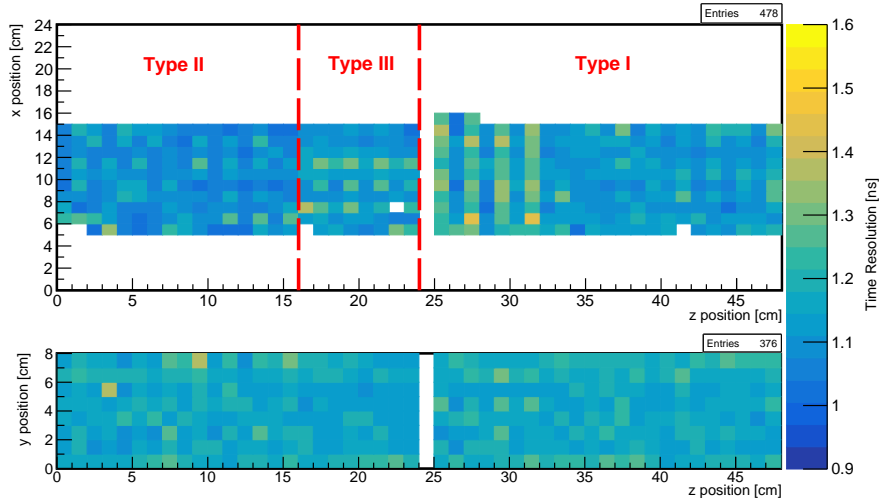 Entries 478
Type II Type III Type I
x position [cm]
24
22
20
18
16
14
12
10
8
6
4
2
0
0 5 10 15 20 25 30 35 40 45
z position [cm]
Entries 376
y position [cm]
8
6
4
2
0
0 5 10 15 20 25 30 35 40 45
z position [cm]
1.6
1.5
1.4
1.3
1.2
1.1
1
0.9
Time Resolution [ns]